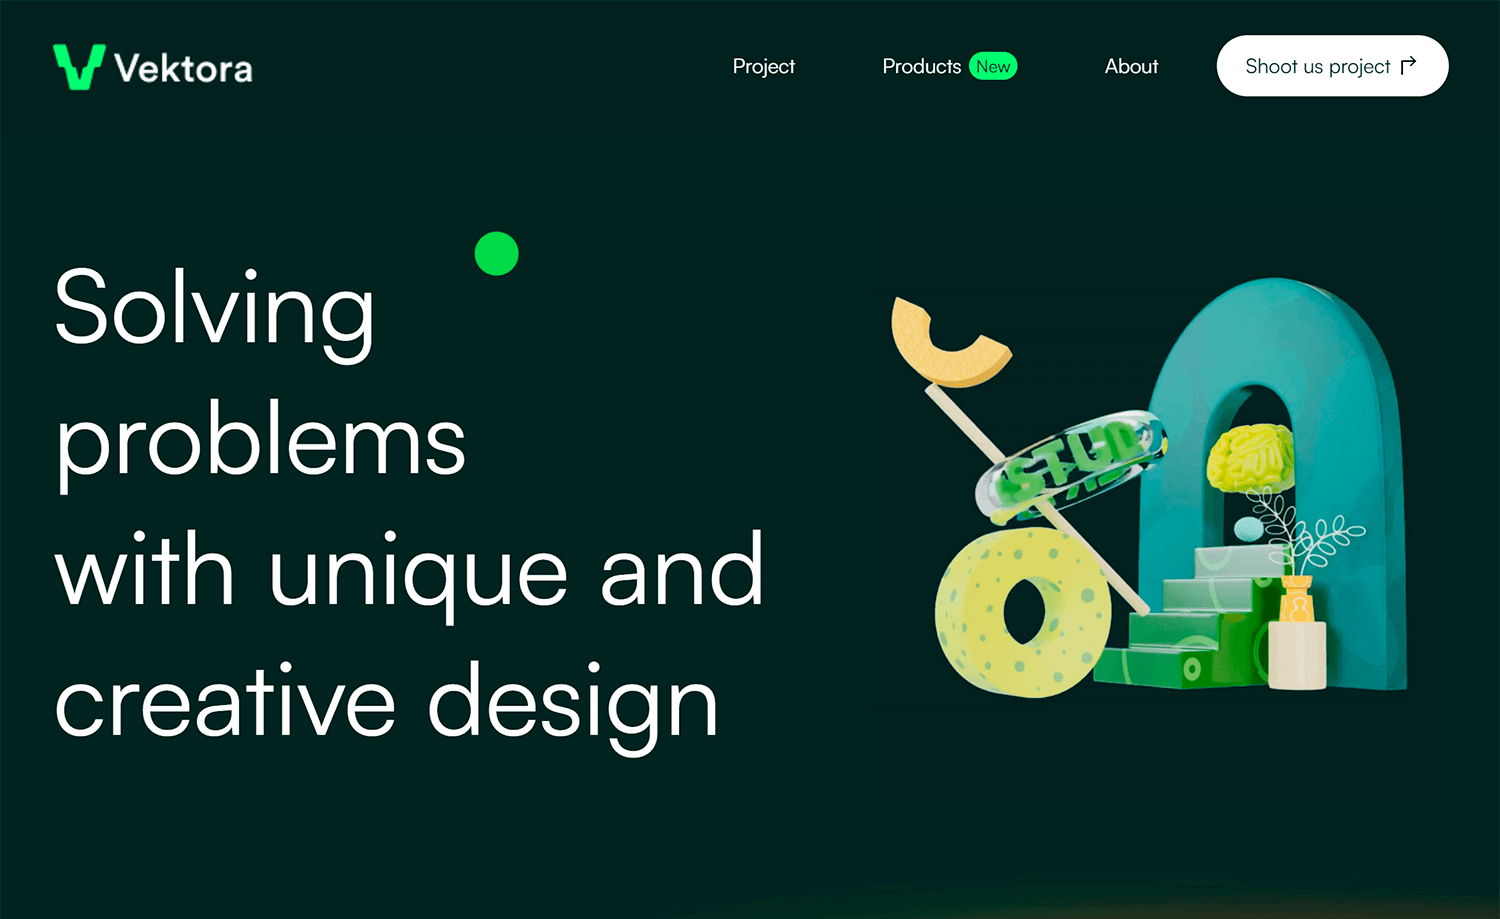 Vektora
Project
Products New
About
Shoot us project
Solving
problems
with unique and
creative design
STUD